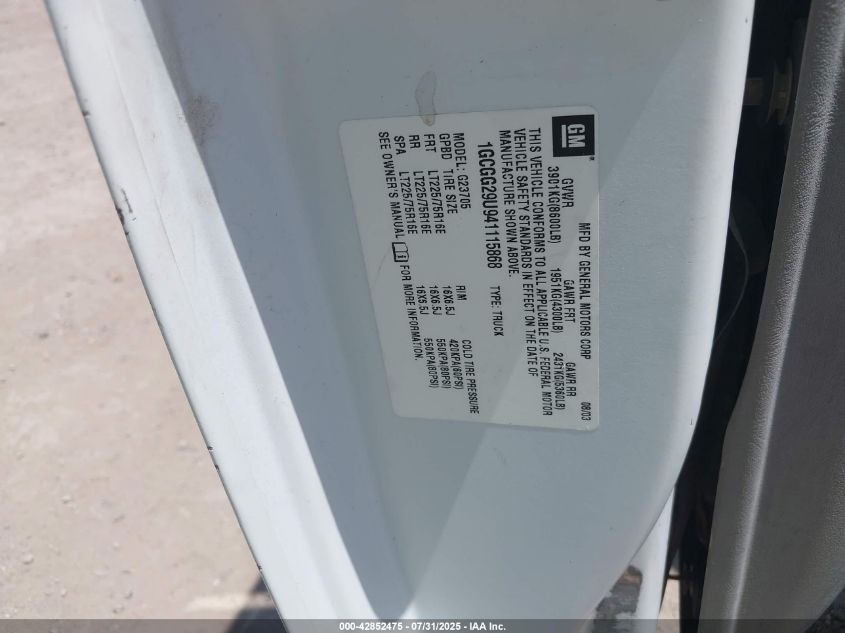 GM
MFD BY GENERAL MOTORS CORP 08/03
GVWR GAWR FRT GAWR RR
3901KG(8600LB) 1951KG(4300LB) 2431KG(5360LB)
THIS VEHICLE CONFORMS TO ALL APPLICABLE U.S. FEDERAL MOTOR
VEHICLE SAFETY STANDARDS IN EFFECT ON THE DATE OF
MANUFACTURE SHOWN ABOVE.
1GCGG29U941115868 TYPE: TRUCK
MODEL: G23705
GPBD TIRE SIZE RIM COLD TIRE PRESSURE
FRT LT225/75R16E 16X6.5J 420KPA(60PSI)
RR LT225/75R16E 16X6.5J 550KPA(80PSI)
SPA LT225/75R16E 16X6.5J 550KPA(80PSI)
SEE OWNER'S MANUAL FOR MORE INFORMATION.
000-42852475 - 07/31/2025 - IAA Inc.